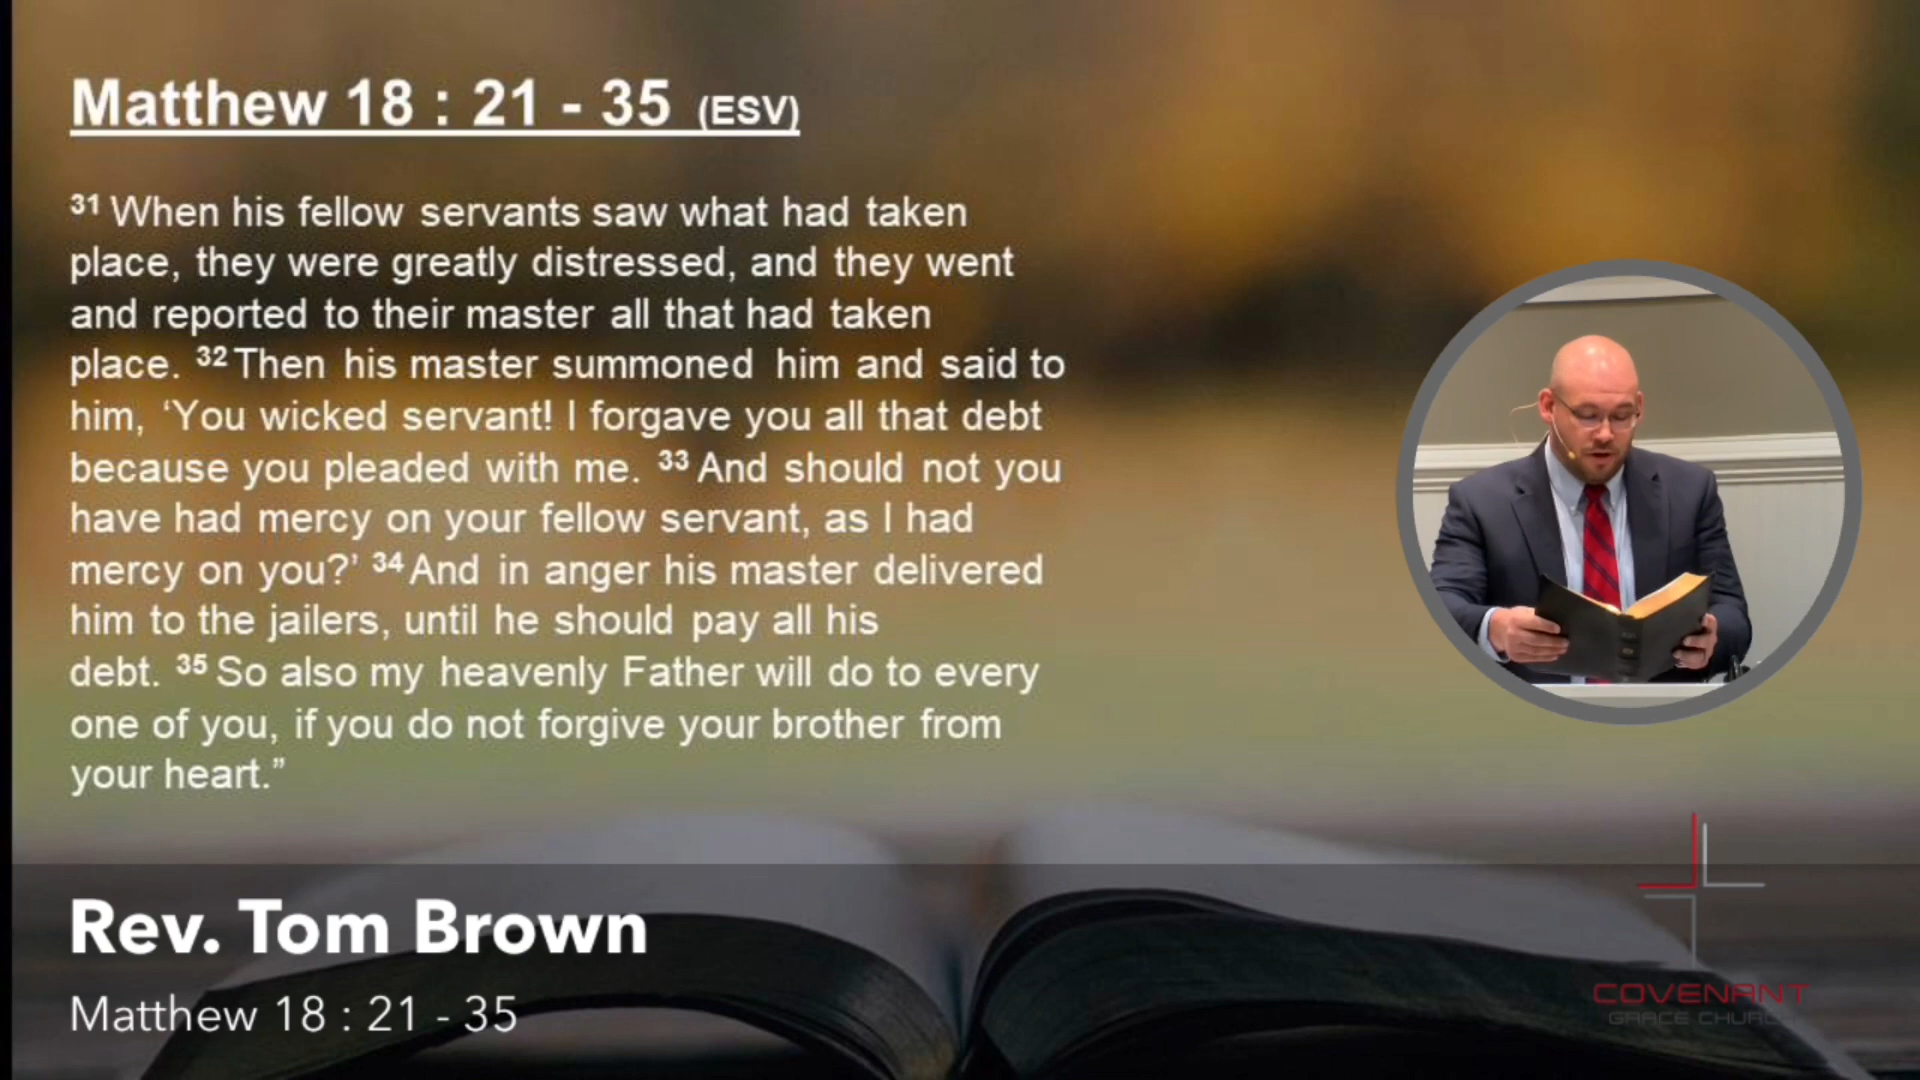 Matthew 18 : 21 - 35 (ESV)
31 When his fellow servants saw what had taken
place, they were greatly distressed, and they went
and reported to their master all that had taken
place. 32 Then his master summoned him and said to
him, ‘You wicked servant! I forgave you all that debt
because you pleaded with me. 33 And should not you
have had mercy on your fellow servant, as I had
mercy on you?’ 34 And in anger his master delivered
him to the jailers, until he should pay all his
debt. 35 So also my heavenly Father will do to every
one of you, if you do not forgive your brother from
your heart.”
Rev. Tom Brown
Matthew 18 : 21 - 35
COVENANT
GRACE CHURCH